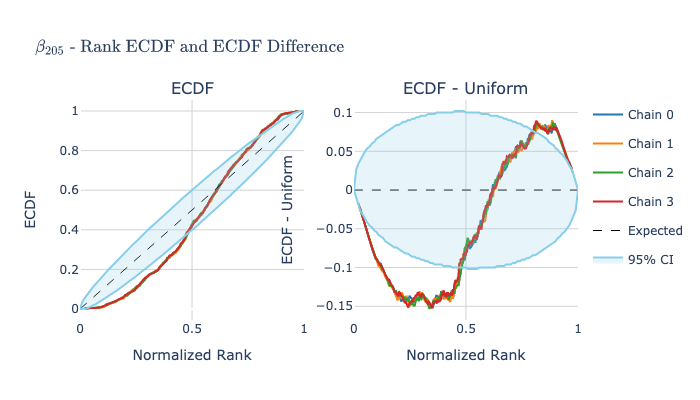 β205 - Rank ECDF and ECDF Difference
ECDF
ECDF - Uniform
1
0.8
0.6
0.4
0.2
0
ECDF
0
0.5
1
Normalized Rank
0.1
0.05
0
−0.05
−0.1
−0.15
ECDF - Uniform
0
0.5
1
Normalized Rank
Chain 0
Chain 1
Chain 2
Chain 3
Expected
95% CI